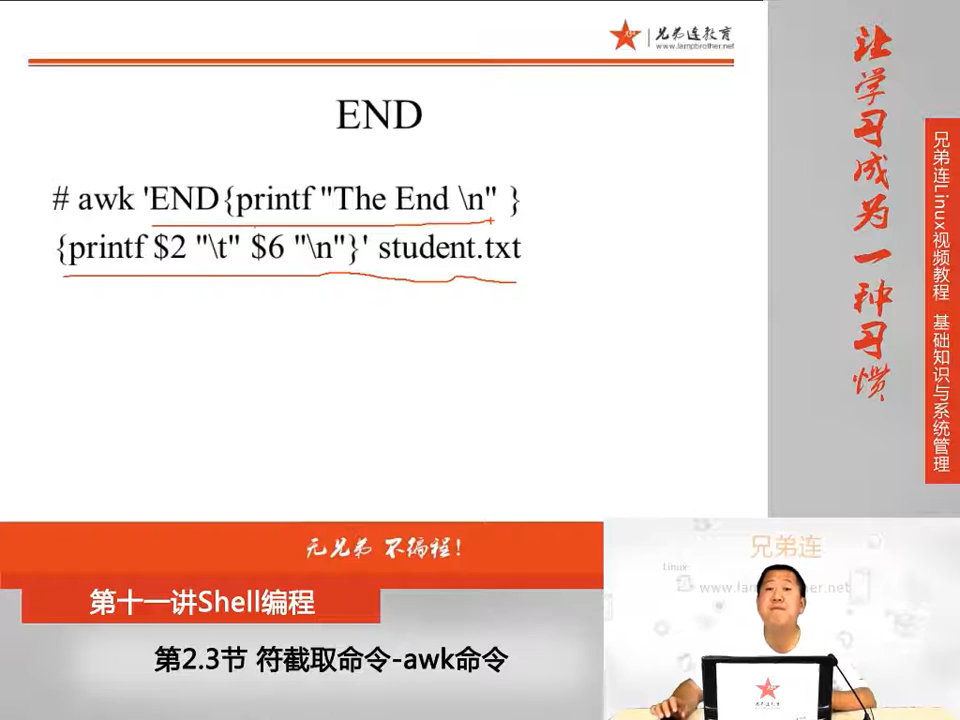 兄弟连教育
www.lampbrother.net
END
# awk 'END{printf "The End \n" }
{printf $2 "\t" $6 "\n"}' student.txt
让学习成为一种习惯
兄弟连Linux视频教程 基础知识与系统管理
无兄弟 不编程!
第十一讲Shell编程
第2.3节 符截取命令-awk命令
兄弟连
Linux